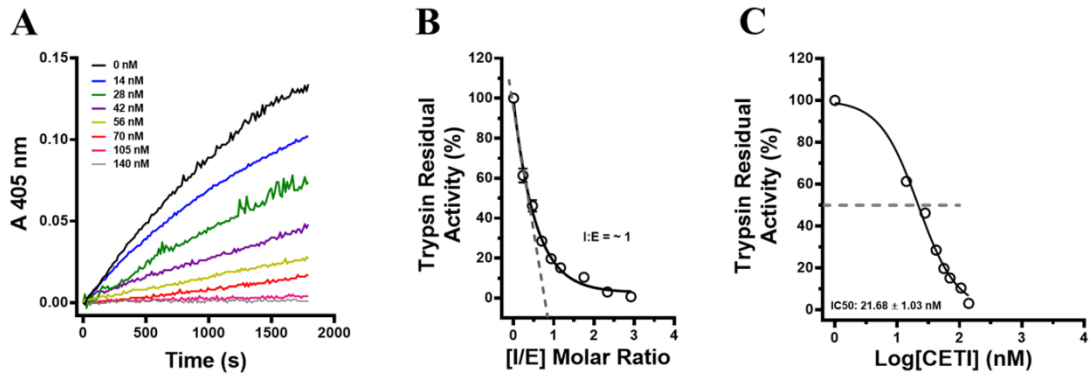 A
0.15
0.10
0.05
0.00
A 405 nm
0 nM
14 nM
28 nM
42 nM
56 nM
70 nM
105 nM
140 nM
0
500
1000
1500
2000
Time (s)
B
120
100
80
60
40
20
0
Trypsin Residual
Activity (%)
I:E = ~ 1
0
1
2
3
4
[I/E] Molar Ratio
C
120
100
80
60
40
20
0
Trypsin Residual
Activity (%)
IC50: 21.68 ± 1.03 nM
0
1
2
3
4
Log[CETI] (nM)